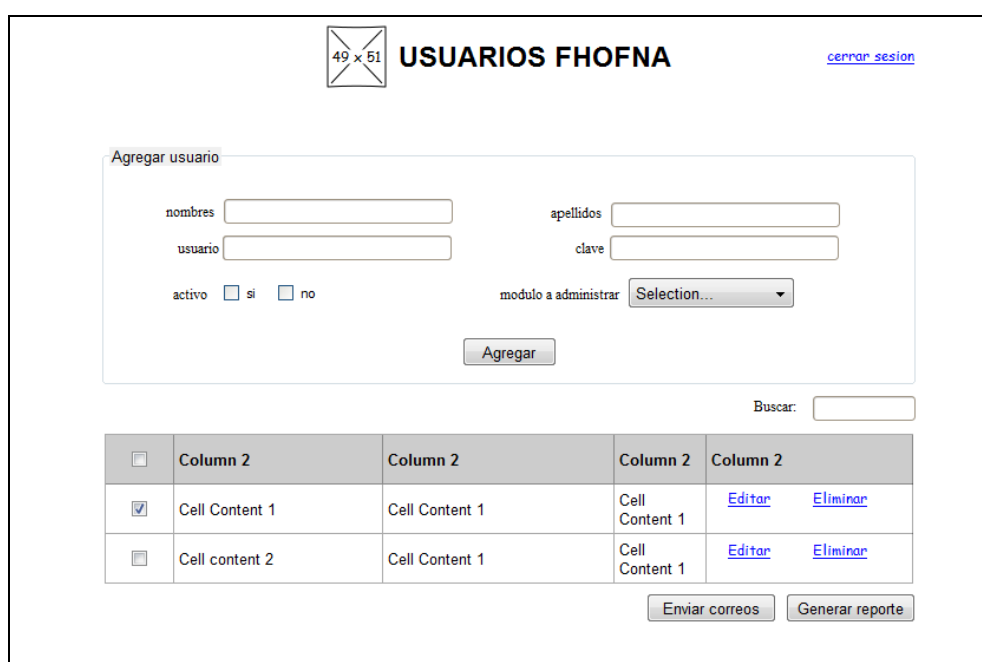 49 x 51
USUARIOS FHOFNA
cerrar sesion
Agregar usuario
nombres
apellidos
usuario
clave
activo si no
modulo a administrar Selection...
Agregar
Buscar:
Column 2 Column 2 Column 2 Column 2
Cell Content 1 Cell Content 1 Cell Content 1 Editar Eliminar
Cell content 2 Cell Content 1 Cell Content 1 Editar Eliminar
Enviar correos Generar reporte